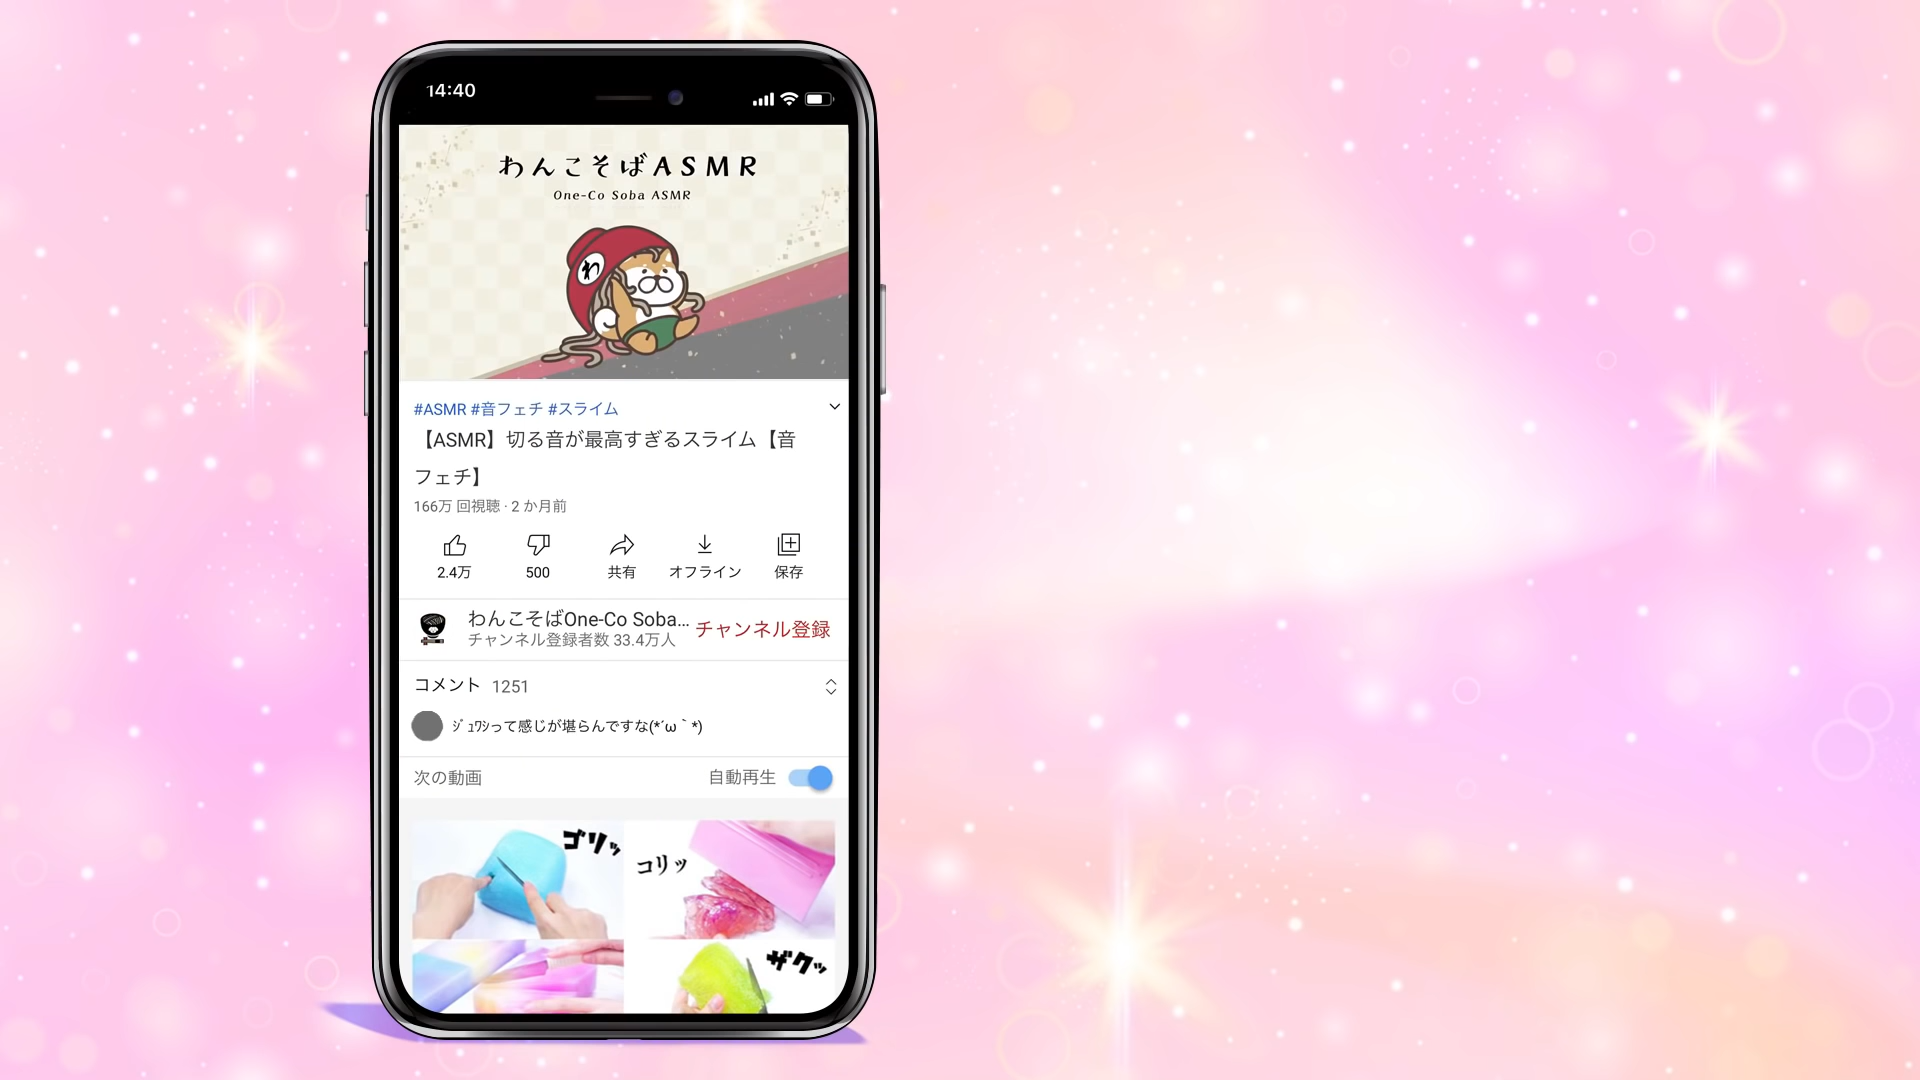 14:40
わんこそばASMR
One-Co Soba ASMR
わ
#ASMR #音フェチ #スライム
【ASMR】切る音が最高すぎるスライム【音
フェチ】
166万 回視聴 · 2 か月前
2.4万 500 共有 オフライン 保存
わんこそばOne-Co Soba...
チャンネル登録者数 33.4万人
チャンネル登録
コメント 1251
ｼﾞｭﾜｼって感じが堪らんですな(*´ω｀*)
次の動画 自動再生
ゴリッ
コリッ
ザクッ